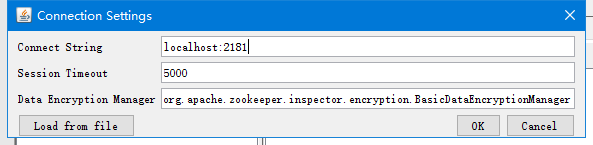 Connection Settings
Connect String localhost:2181
Session Timeout 5000
Data Encryption Manager org.apache.zookeeper.inspector.encryption.BasicDataEncryptionManager
Load from file OK Cancel